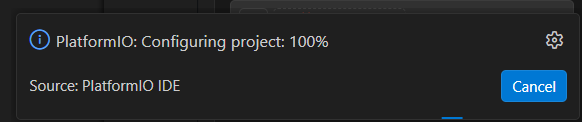 PlatformIO: Configuring project: 100%
Source: PlatformIO IDE
Cancel